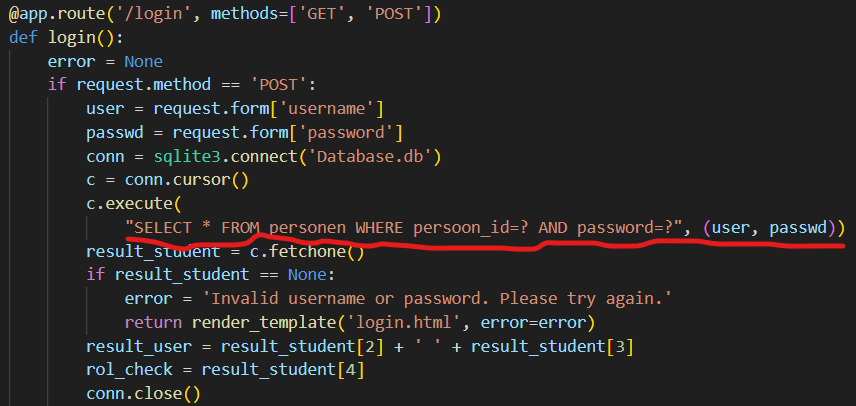 @app.route('/login', methods=['GET', 'POST'])
def login():
    error = None
    if request.method == 'POST':
        user = request.form['username']
        passwd = request.form['password']
        conn = sqlite3.connect('Database.db')
        c = conn.cursor()
        c.execute(
            "SELECT * FROM personen WHERE persoon_id=? AND password=?", (user, passwd))
        result_student = c.fetchone()
        if result_student == None:
            error = 'Invalid username or password. Please try again.'
            return render_template('login.html', error=error)
        result_user = result_student[2] + ' ' + result_student[3]
        rol_check = result_student[4]
        conn.close()